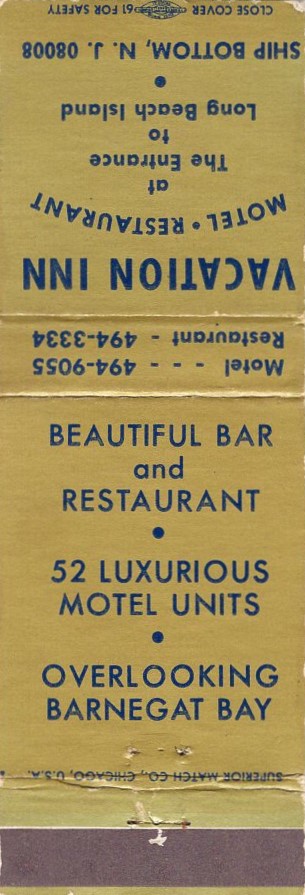 CLOSE COVER 61 FOR SAFETY
SHIP BOTTOM, N. J. 08008
Long Beach Island
to
The Entrance
at
MOTEL • RESTAURANT
VACATION INN
Restaurant - 494-3334
Motel - - - 494-9055
BEAUTIFUL BAR
and
RESTAURANT
•
52 LUXURIOUS
MOTEL UNITS
•
OVERLOOKING
BARNEGAT BAY
SUPERIOR MATCH CO., CHICAGO, U.S.A.